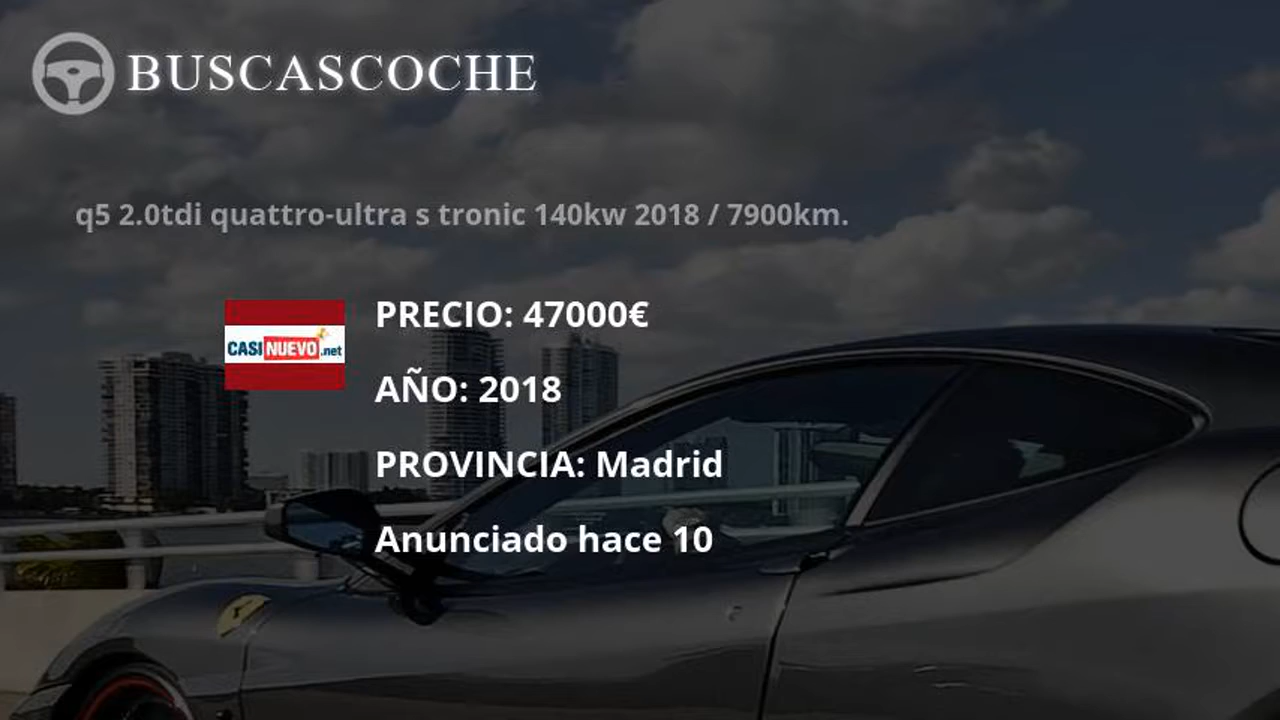 BUSCASCOCHE
q5 2.0tdi quattro-ultra s tronic 140kw 2018 / 7900km.
PRECIO: 47000€
CASINUEVO.net
AÑO: 2018
PROVINCIA: Madrid
Anunciado hace 10